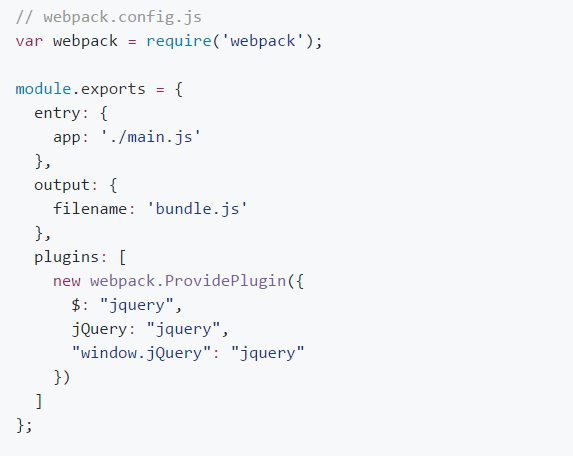 // webpack.config.js
var webpack = require('webpack');

module.exports = {
  entry: {
    app: './main.js'
  },
  output: {
    filename: 'bundle.js'
  },
  plugins: [
    new webpack.ProvidePlugin({
      $: "jquery",
      jQuery: "jquery",
      "window.jQuery": "jquery"
    })
  ]
};